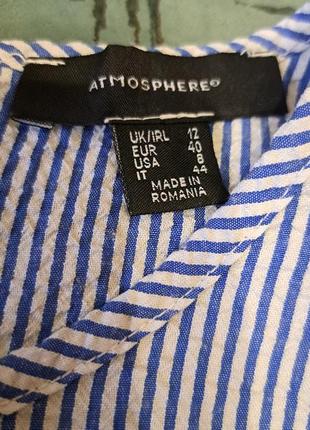 ATMOSPHERE
UK/IRL 12
EUR 40
USA 8
IT 44
MADE IN
ROMANIA